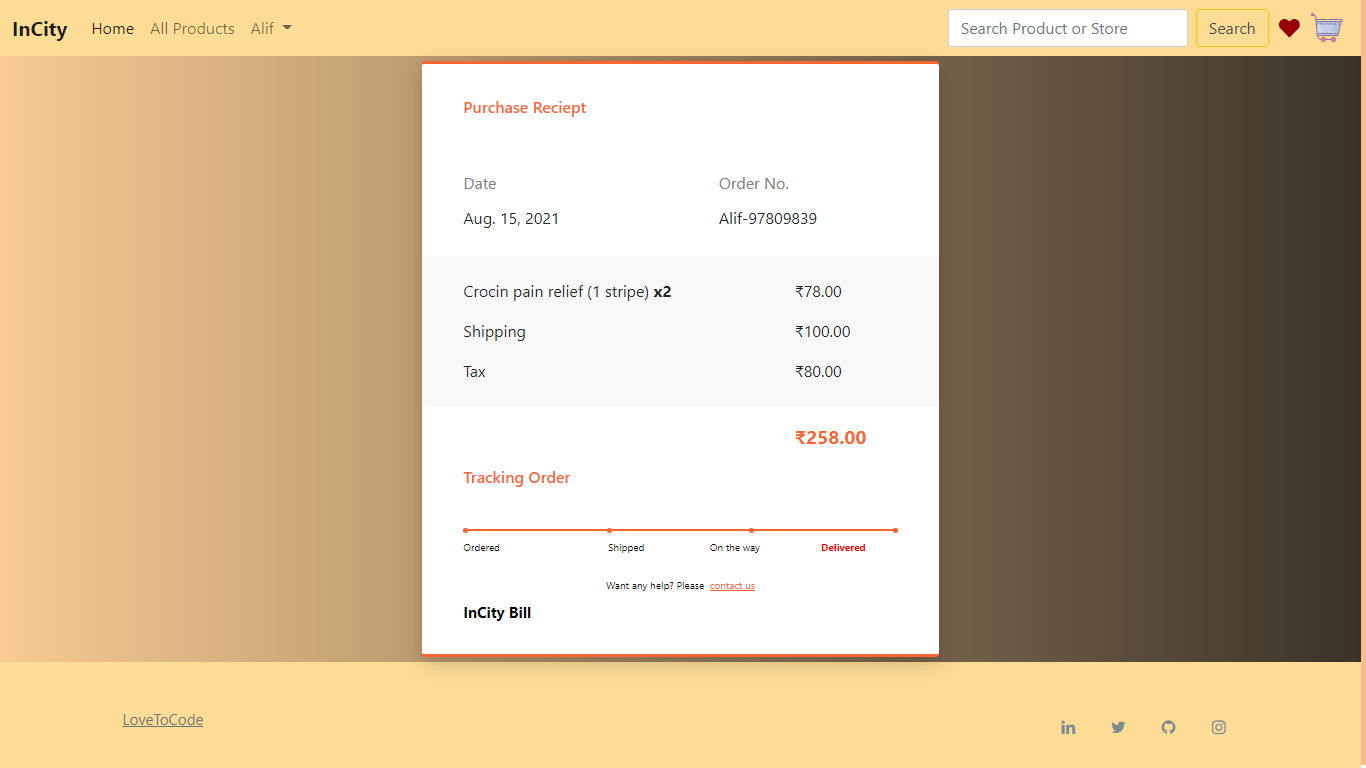 InCity Home All Products Alif Search Product or Store Search
Purchase Reciept
Date Order No.
Aug. 15, 2021 Alif-97809839
Crocin pain relief (1 stripe) x2 ₹78.00
Shipping ₹100.00
Tax ₹80.00
₹258.00
Tracking Order
Ordered Shipped On the way Delivered
Want any help? Please contact us
InCity Bill
LoveToCode